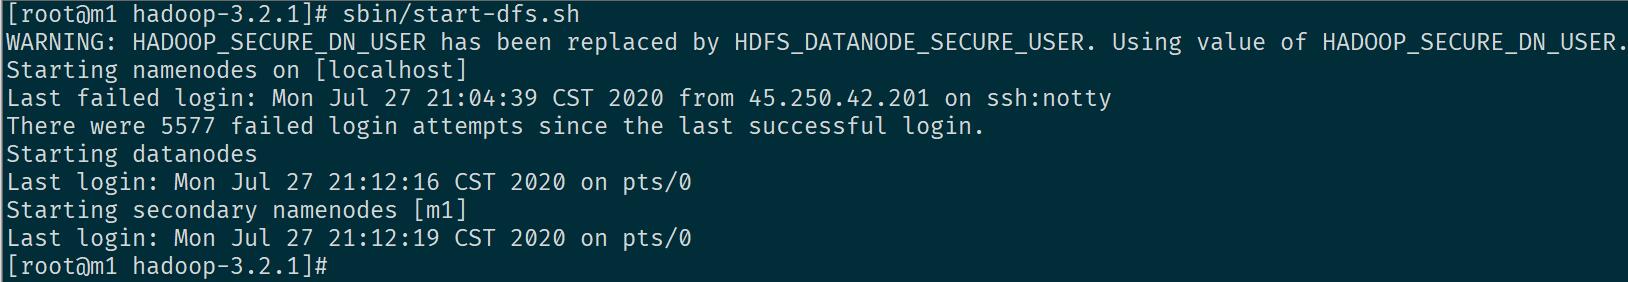 [root@m1 hadoop-3.2.1]# sbin/start-dfs.sh
WARNING: HADOOP_SECURE_DN_USER has been replaced by HDFS_DATANODE_SECURE_USER. Using value of HADOOP_SECURE_DN_USER.
Starting namenodes on [localhost]
Last failed login: Mon Jul 27 21:04:39 CST 2020 from 45.250.42.201 on ssh:notty
There were 5577 failed login attempts since the last successful login.
Starting datanodes
Last login: Mon Jul 27 21:12:16 CST 2020 on pts/0
Starting secondary namenodes [m1]
Last login: Mon Jul 27 21:12:19 CST 2020 on pts/0
[root@m1 hadoop-3.2.1]#